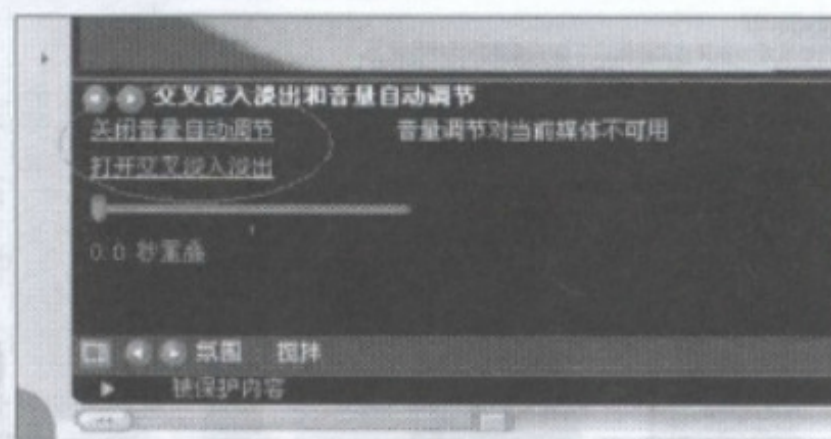 交叉淡入淡出和音量自动调节
关闭音量自动调节 音量调节对当前媒体不可用
打开交叉淡入淡出
0.0 秒重叠
氛围 搅拌
受保护内容